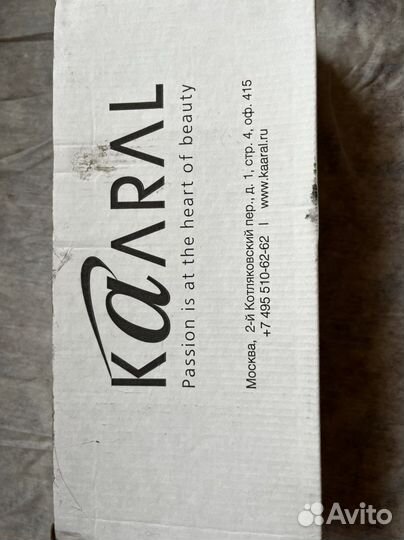 KAARAL
Passion is at the heart of beauty
Москва, 2-й Котляковский пер., д. 1, стр. 4, оф. 415
+7 495 510-62-62 | www.kaaral.ru
Avito